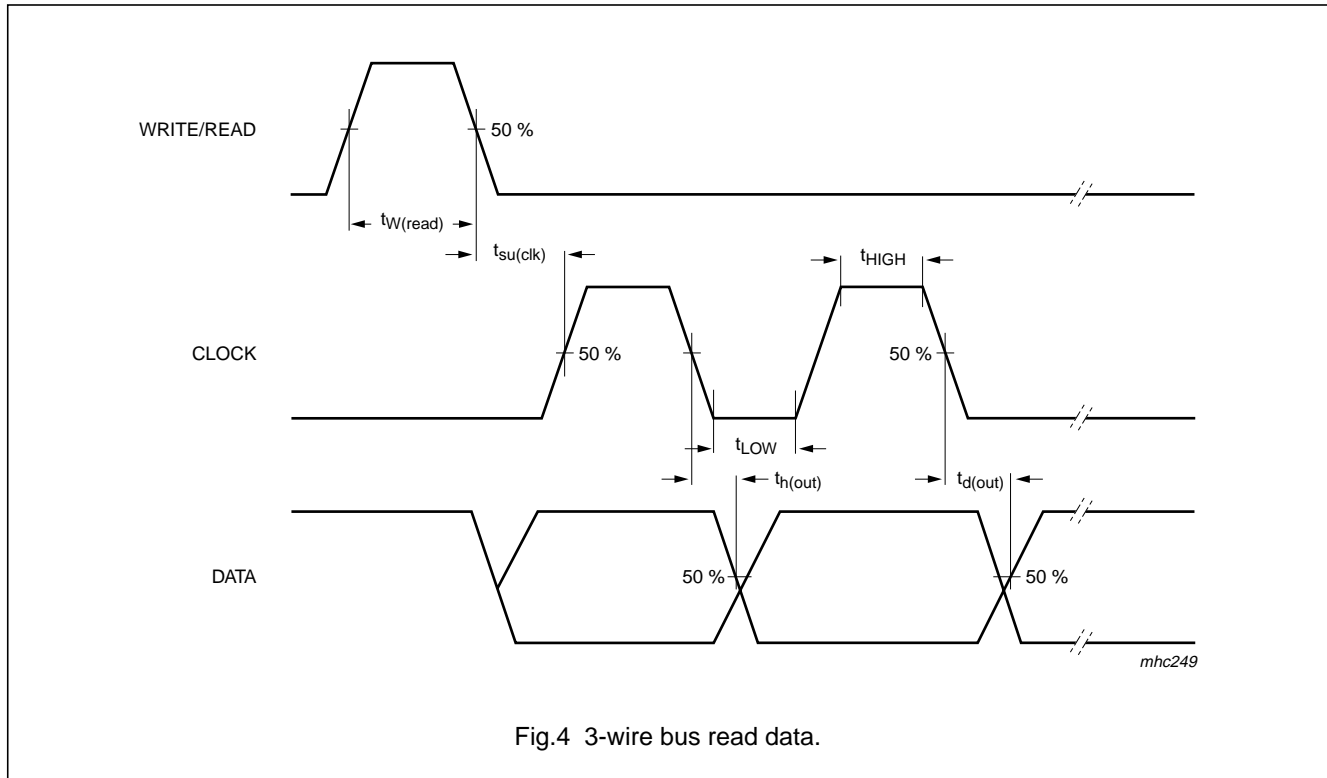 WRITE/READ
50 %
tW(read)
tsu(clk)
tHIGH
CLOCK
50 %
50 %
tLOW
th(out)
td(out)
DATA
50 %
50 %
mhc249
Fig.4 3-wire bus read data.